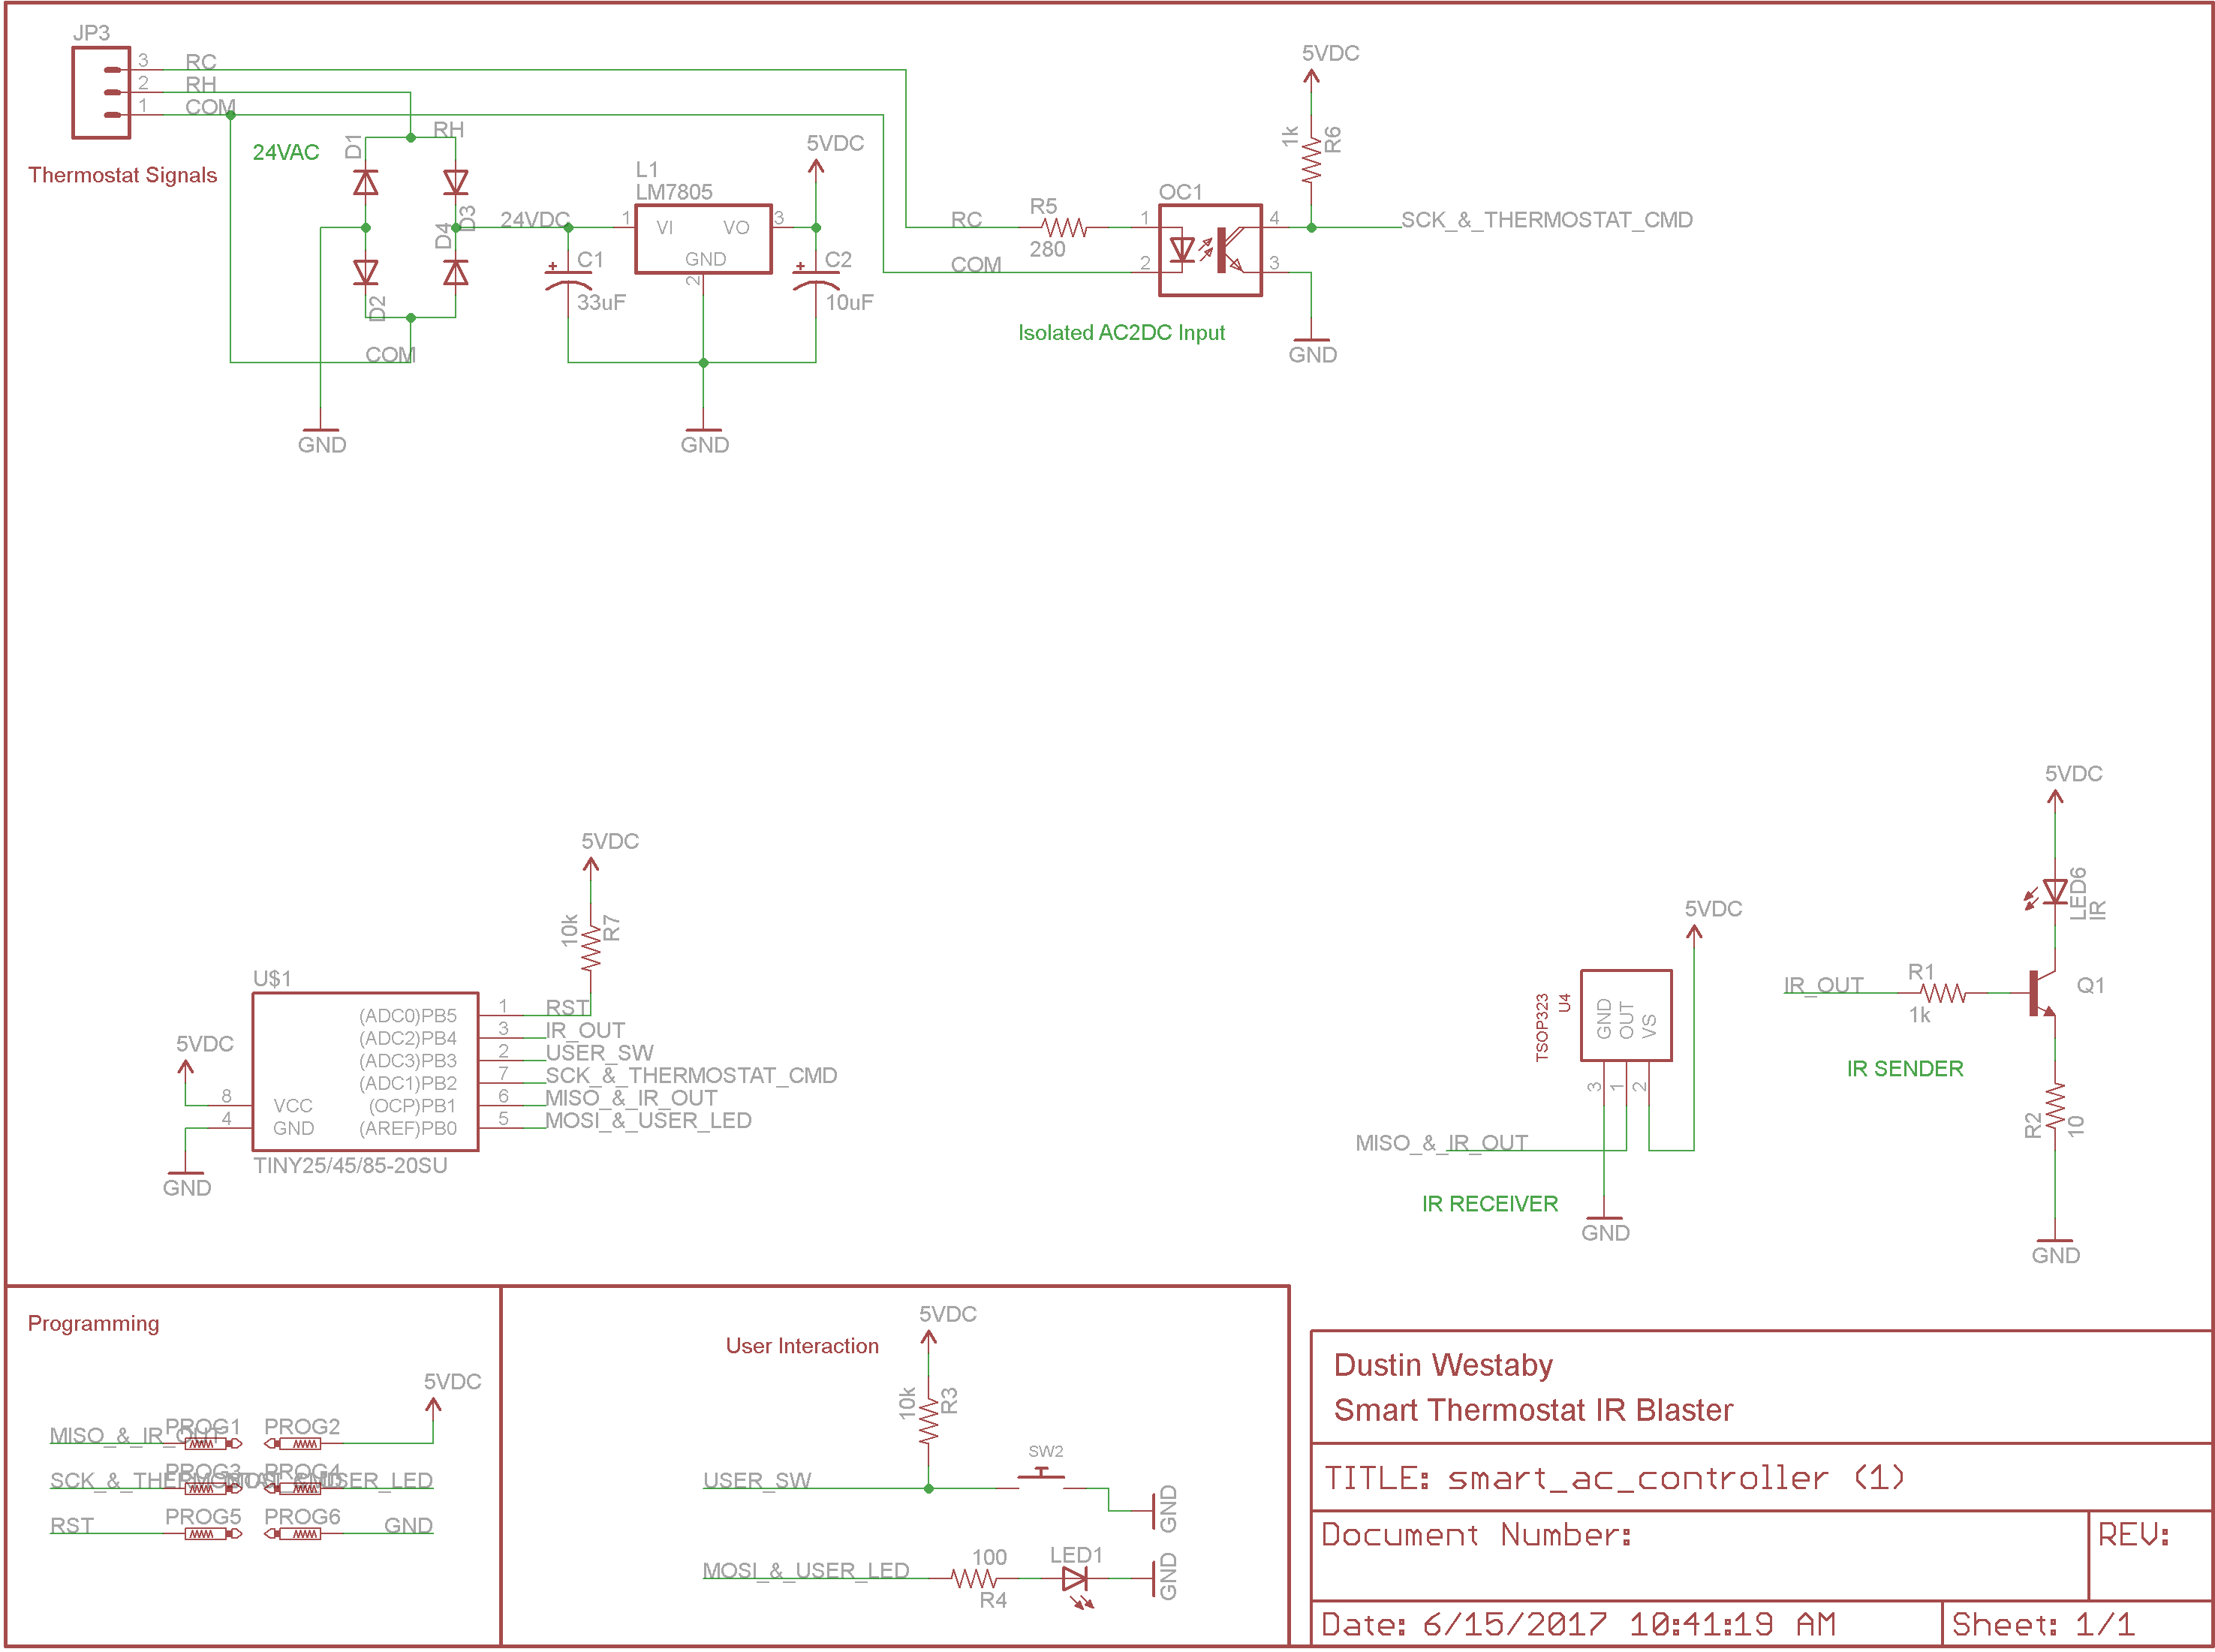 JP3
3 RC
2 RH
1 COM
Thermostat Signals
24VAC
D1
RH
D3
D4
D2
COM
GND
24VDC
L1
LM7805
1 VI VO 3
GND
2
5VDC
C1
33uF
C2
10uF
GND
RC
COM
R5
280
OC1
1
2
4
3
5VDC
1k
R6
SCK_&_THERMOSTAT_CMD
GND
Isolated AC2DC Input
5VDC
10k
R7
U$1
5VDC
8 VCC
4 GND
GND
(ADC0)PB5 1 RST
(ADC2)PB4 3 IR_OUT
(ADC3)PB3 2 USER_SW
(ADC1)PB2 7 SCK_&_THERMOSTAT_CMD
(OCP)PB1 6 MISO_&_IR_OUT
(AREF)PB0 5 MOSI_&_USER_LED
TINY25/45/85-20SU
5VDC
TSOP323
U4
GND
OUT
VS
3
1
2
MISO_&_IR_OUT
IR RECEIVER
GND
5VDC
LED6
IR
IR_OUT
R1
1k
Q1
IR SENDER
R2
10
GND
Programming
5VDC
MISO_&_IR_OUT PROG1 PROG2
SCK_&_THERMOSTAT_CMD PROG3 PROG4 MOSI_&_USER_LED
RST PROG5 PROG6 GND
User Interaction
5VDC
10k
R3
USER_SW
SW2
GND
MOSI_&_USER_LED
100
R4
LED1
GND
Dustin Westaby
Smart Thermostat IR Blaster
TITLE: smart_ac_controller (1)
Document Number:
REV:
Date: 6/15/2017 10:41:19 AM
Sheet: 1/1